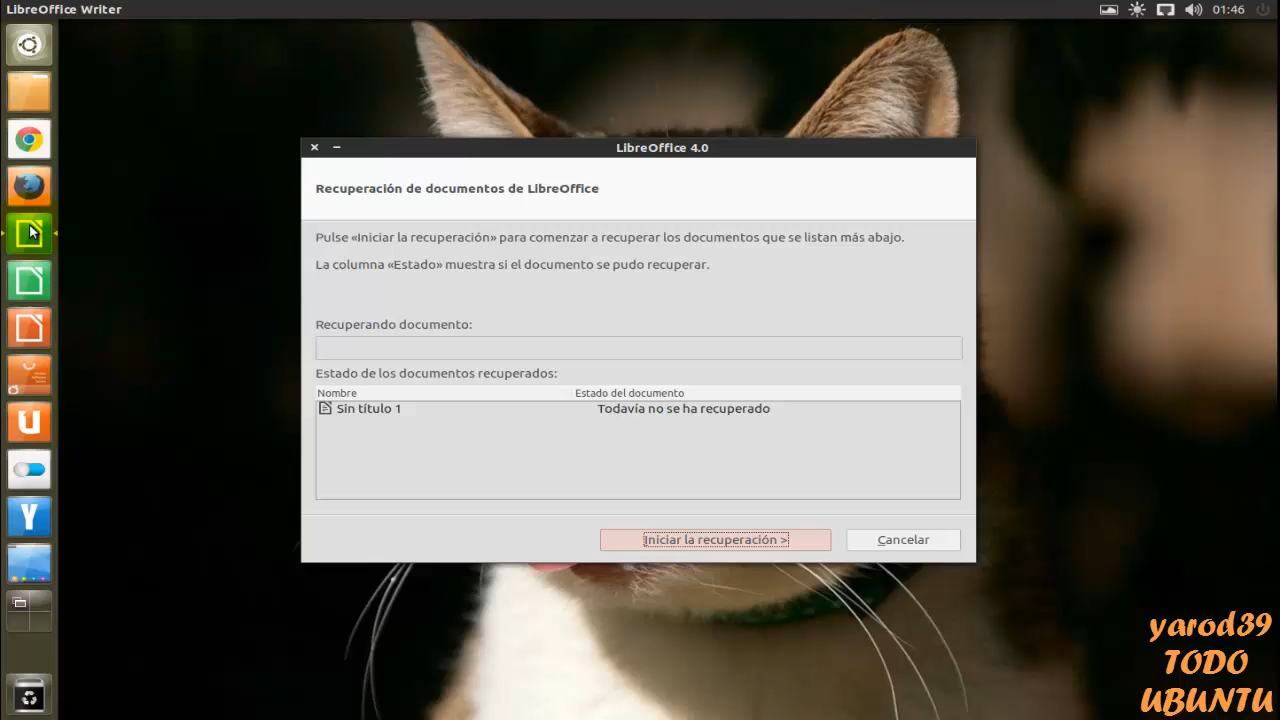 LibreOffice Writer
01:46
LibreOffice 4.0
Recuperación de documentos de LibreOffice
Pulse «Iniciar la recuperación» para comenzar a recuperar los documentos que se listan más abajo.
La columna «Estado» muestra si el documento se pudo recuperar.
Recuperando documento:
Estado de los documentos recuperados:
Nombre Estado del documento
Sin título 1 Todavía no se ha recuperado
Iniciar la recuperación > Cancelar
yarod39
TODO
UBUNTU